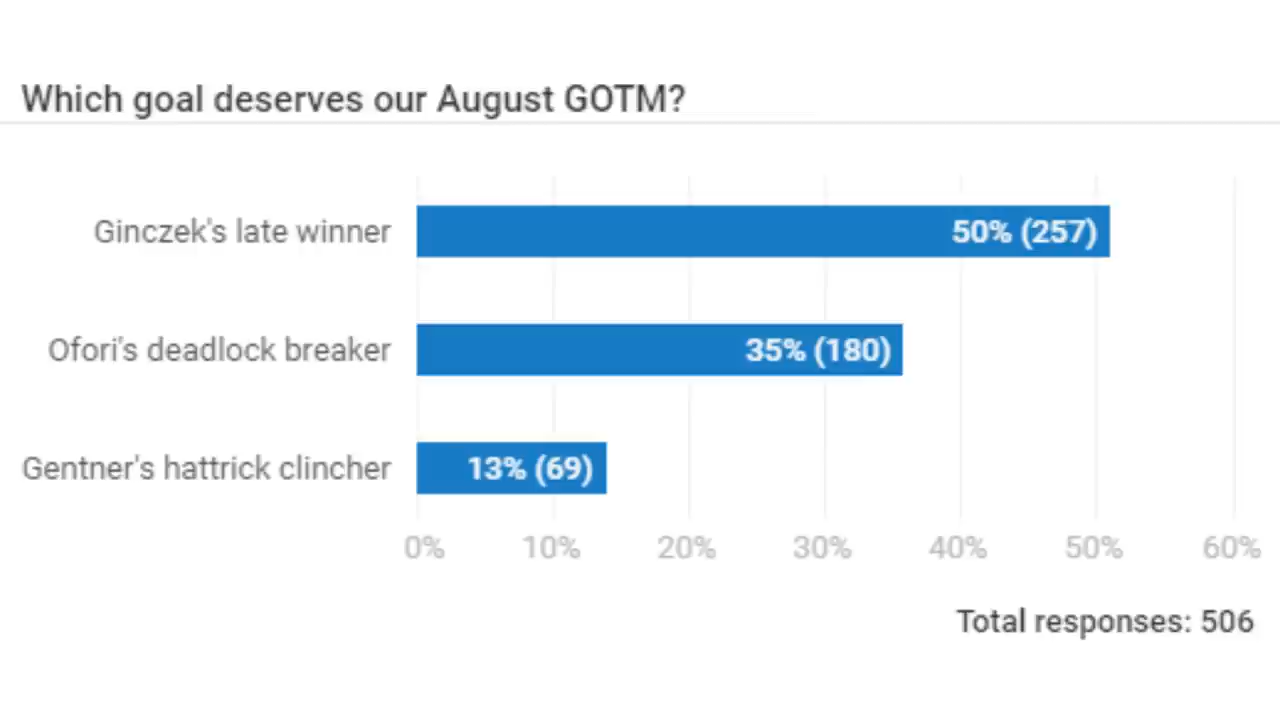 Which goal deserves our August GOTM?
Ginczek's late winner 50% (257)
Ofori's deadlock breaker 35% (180)
Gentner's hattrick clincher 13% (69)
0% 10% 20% 30% 40% 50% 60%
Total responses: 506